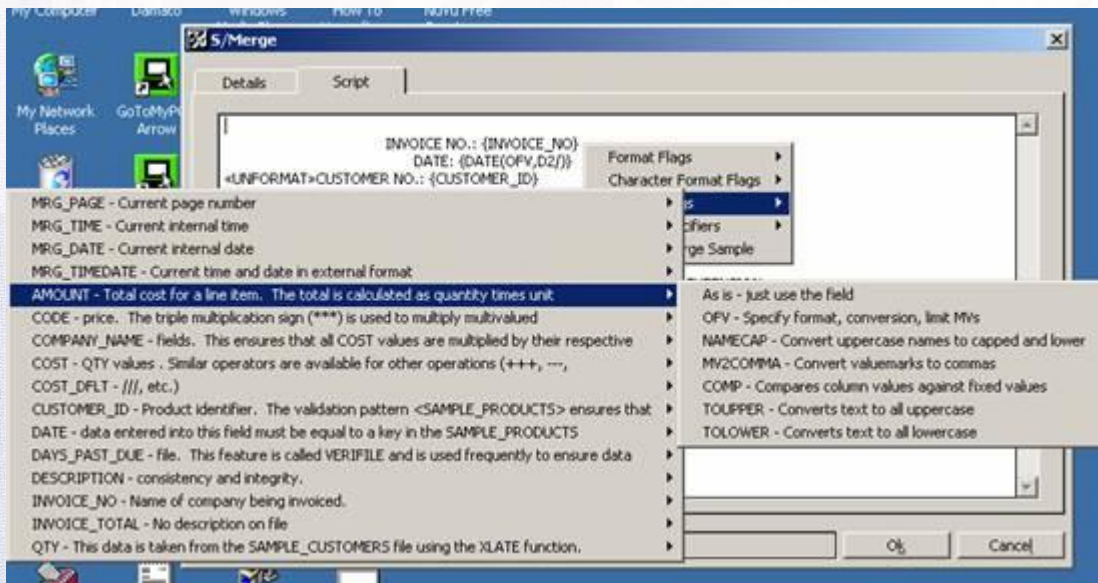 My Computer Damato Windows How To Nuvu Free
S/Merge
Details Script
My Network
Places
GoToMyP
Arrow
INVOICE NO.: {INVOICE_NO}
DATE: {DATE(OFV,D2/)}
<UNFORMAT>CUSTOMER NO.: {CUSTOMER_ID}
Format Flags
Character Format Flags
ge Sample
MRG_PAGE - Current page number
MRG_TIME - Current internal time
MRG_DATE - Current internal date
MRG_TIMEDATE - Current time and date in external format
AMOUNT - Total cost for a line item. The total is calculated as quantity times unit
CODE - price. The triple multiplication sign (***) is used to multiply multivalued
COMPANY_NAME - fields. This ensures that all COST values are multiplied by their respective
COST - QTY values . Similar operators are available for other operations (+++, ---,
COST_DFLT - ///, etc.)
CUSTOMER_ID - Product identifier. The validation pattern <SAMPLE_PRODUCTS> ensures that
DATE - data entered into this field must be equal to a key in the SAMPLE_PRODUCTS
DAYS_PAST_DUE - file. This feature is called VERIFILE and is used frequently to ensure data
DESCRIPTION - consistency and integrity.
INVOICE_NO - Name of company being invoiced.
INVOICE_TOTAL - No description on file
QTY - This data is taken from the SAMPLE_CUSTOMERS file using the XLATE function.
As is - just use the field
OFV - Specify format, conversion, limit MVs
NAMECAP - Convert uppercase names to capped and lower
MV2COMMA - Convert valuemarks to commas
COMP - Compares column values against fixed values
TOUPPER - Converts text to all uppercase
TOLOWER - Converts text to all lowercase
Ok Cancel